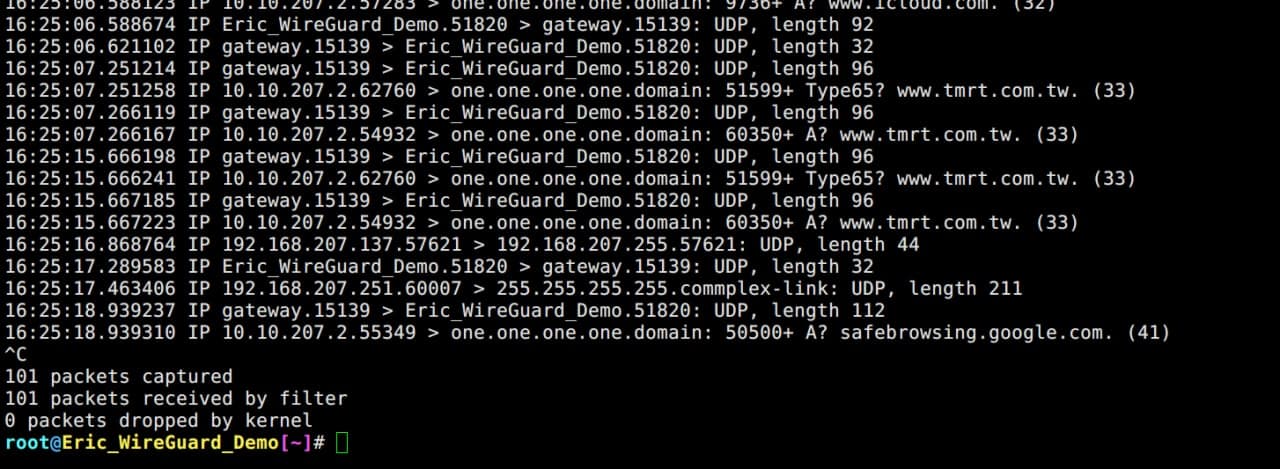 16:25:06.588123 IP 10.10.207.2.57283 > one.one.one.one.domain: 9736+ A? www.icloud.com. (32)
16:25:06.588674 IP Eric_WireGuard_Demo.51820 > gateway.15139: UDP, length 92
16:25:06.621102 IP gateway.15139 > Eric_WireGuard_Demo.51820: UDP, length 32
16:25:07.251214 IP gateway.15139 > Eric_WireGuard_Demo.51820: UDP, length 96
16:25:07.251258 IP 10.10.207.2.62760 > one.one.one.one.domain: 51599+ Type65? www.tmrt.com.tw. (33)
16:25:07.266119 IP gateway.15139 > Eric_WireGuard_Demo.51820: UDP, length 96
16:25:07.266167 IP 10.10.207.2.54932 > one.one.one.one.domain: 60350+ A? www.tmrt.com.tw. (33)
16:25:15.666198 IP gateway.15139 > Eric_WireGuard_Demo.51820: UDP, length 96
16:25:15.666241 IP 10.10.207.2.62760 > one.one.one.one.domain: 51599+ Type65? www.tmrt.com.tw. (33)
16:25:15.667185 IP gateway.15139 > Eric_WireGuard_Demo.51820: UDP, length 96
16:25:15.667223 IP 10.10.207.2.54932 > one.one.one.one.domain: 60350+ A? www.tmrt.com.tw. (33)
16:25:16.868764 IP 192.168.207.137.57621 > 192.168.207.255.57621: UDP, length 44
16:25:17.289583 IP Eric_WireGuard_Demo.51820 > gateway.15139: UDP, length 32
16:25:17.463406 IP 192.168.207.251.60007 > 255.255.255.255.commplex-link: UDP, length 211
16:25:18.939237 IP gateway.15139 > Eric_WireGuard_Demo.51820: UDP, length 112
16:25:18.939310 IP 10.10.207.2.55349 > one.one.one.one.domain: 50500+ A? safebrowsing.google.com. (41)
^C
101 packets captured
101 packets received by filter
0 packets dropped by kernel
root@Eric_WireGuard_Demo[~]#